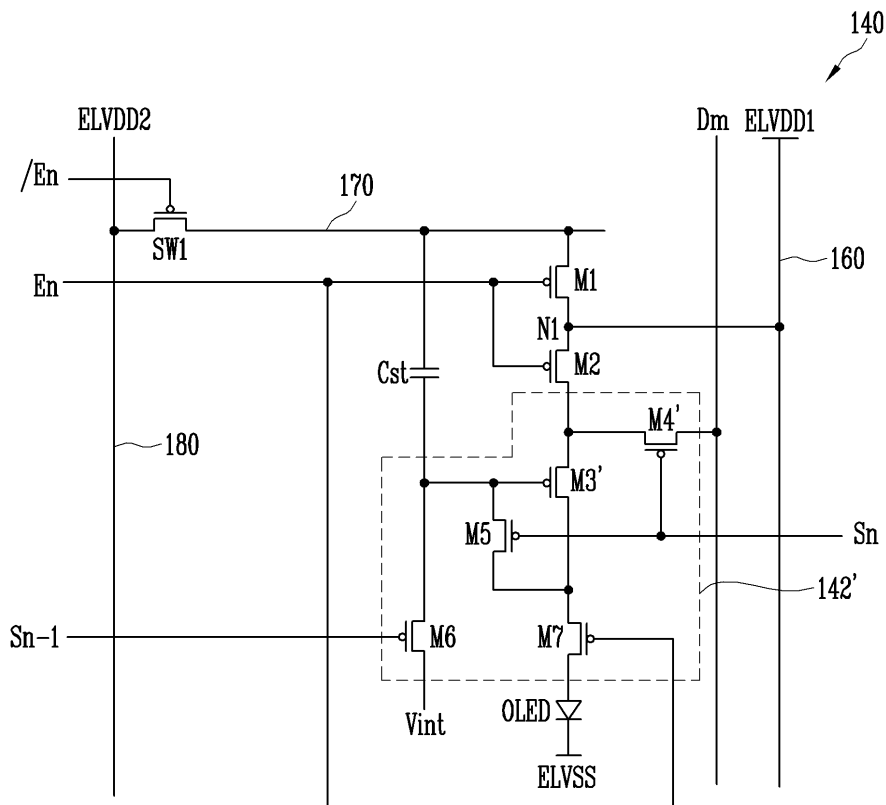 140
ELVDD2
Dm
ELVDD1
/En
170
SW1
En
M1
160
N1
M2
Cst
M4'
180
M3'
M5
Sn
142'
Sn-1
M6
M7
OLED
Vint
ELVSS